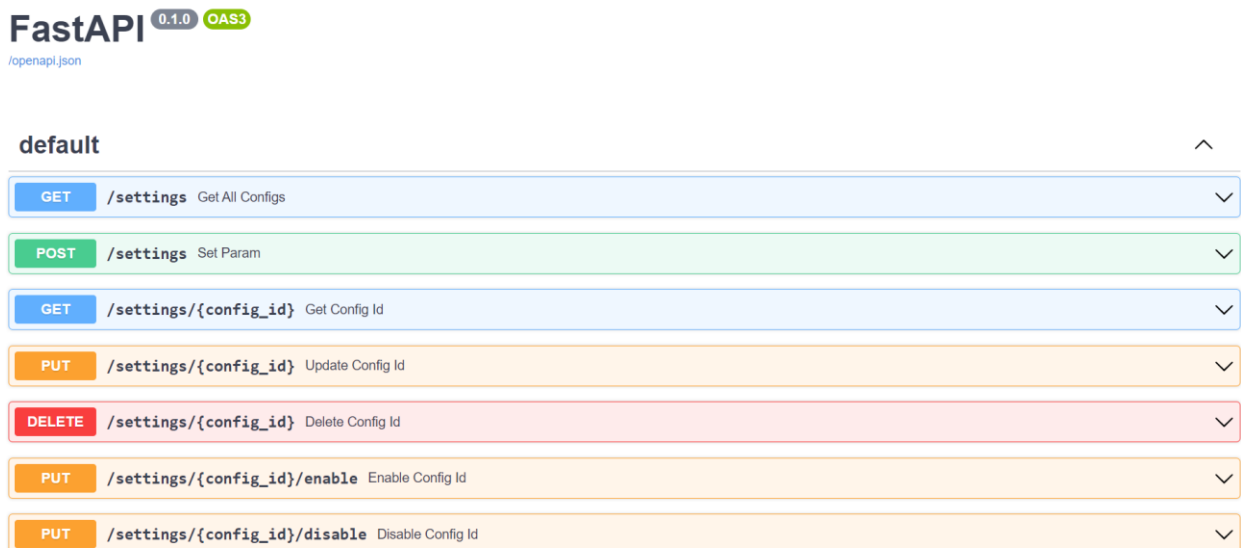 FastAPI 0.1.0 OAS3
/openapi.json
default
GET /settings Get All Configs
POST /settings Set Param
GET /settings/{config_id} Get Config Id
PUT /settings/{config_id} Update Config Id
DELETE /settings/{config_id} Delete Config Id
PUT /settings/{config_id}/enable Enable Config Id
PUT /settings/{config_id}/disable Disable Config Id